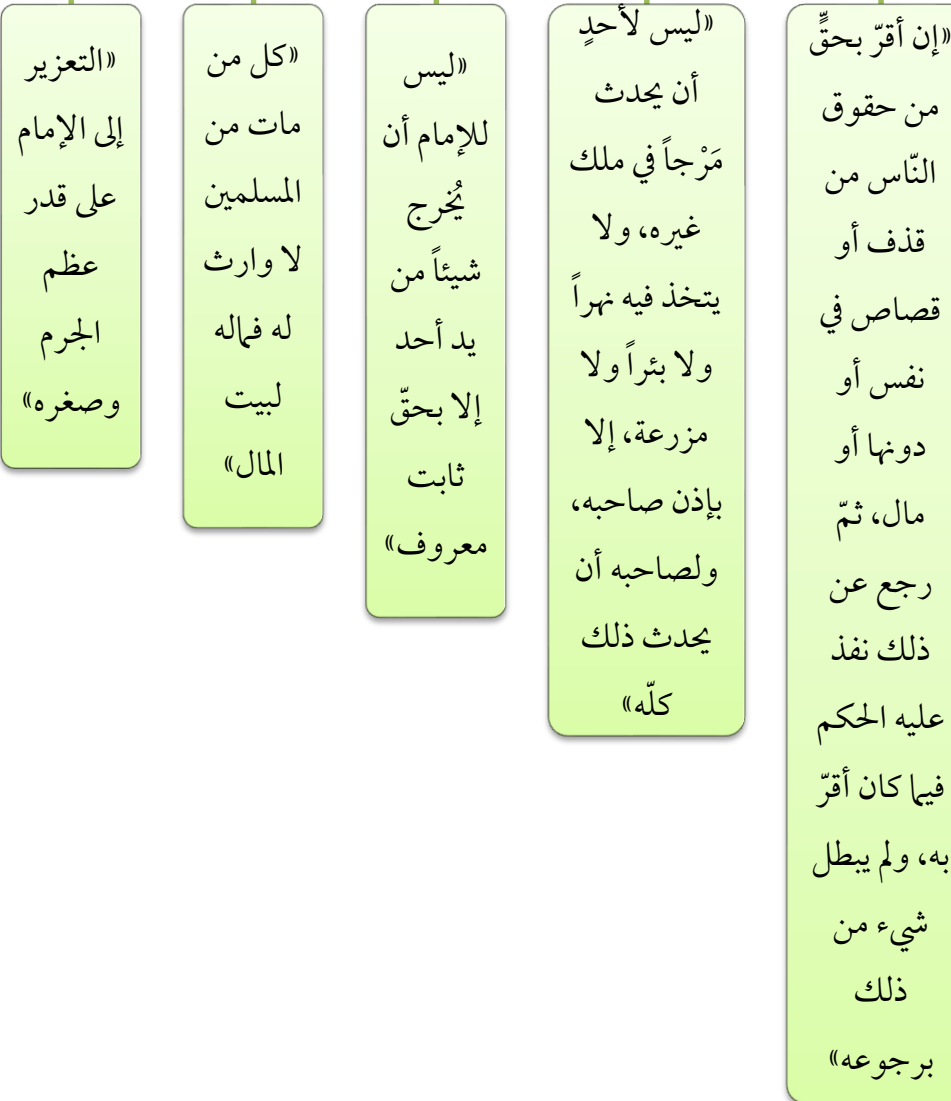 «إن أقرّ بحقٍّ
من حقوق
النّاس من
قذف أو
قصاص في
نفس أو
دونها أو
مال، ثمّ
رجع عن
ذلك نفذ
عليه الحكم
فيما كان أقرّ
به، ولم يبطل
شيء من
ذلك
برجوعه»
«ليس لأحدٍ
أن يحدث
مَرْجاً في ملك
غيره، ولا
يتخذ فيه نهراً
ولا بئراً ولا
مزرعة، إلا
بإذن صاحبه،
ولصاحبه أن
يحدث ذلك
كلّه»
«ليس
للإمام أن
يُخرج
شيئاً من
يد أحد
إلا بحقّ
ثابت
معروف»
«كل من
مات من
المسلمين
لا وارث
له فماله
لبيت
المال»
«التعزير
إلى الإمام
على قدر
عظم
الجرم
وصغره»